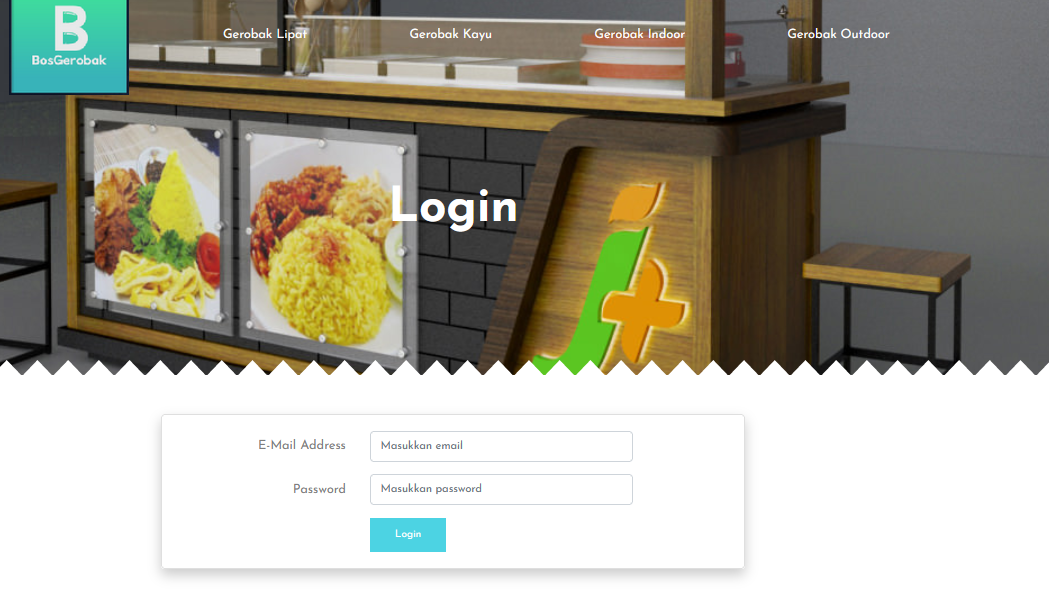 B
BosGerobak
Gerobak Lipat
Gerobak Kayu
Gerobak Indoor
Gerobak Outdoor
Login
E-Mail Address
Masukkan email
Password
Masukkan password
Login